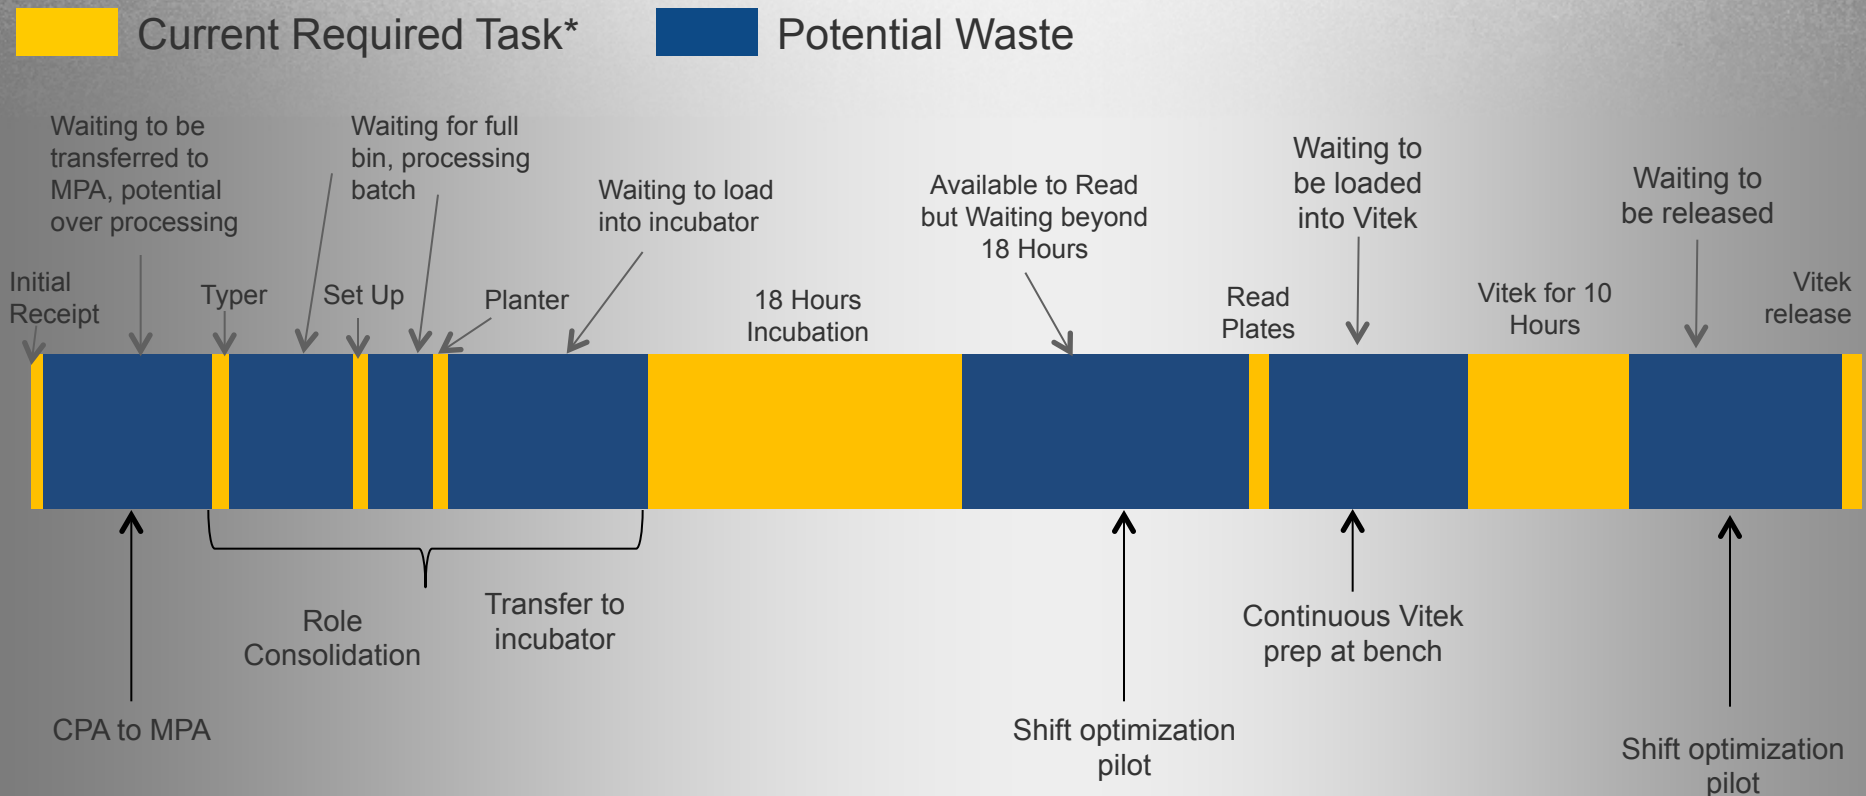 Current Required Task*
Potential Waste
Waiting to be
transferred to
MPA, potential
over processing
Waiting for full
bin, processing
batch
Waiting to load
into incubator
Available to Read
but Waiting beyond
18 Hours
Waiting to
be loaded
into Vitek
Waiting to
be released
Initial
Receipt
Typer
Set Up
Planter
18 Hours
Incubation
Read
Plates
Vitek for 10
Hours
Vitek
release
Role
Consolidation
Transfer to
incubator
Continuous Vitek
prep at bench
CPA to MPA
Shift optimization
pilot
Shift optimization
pilot